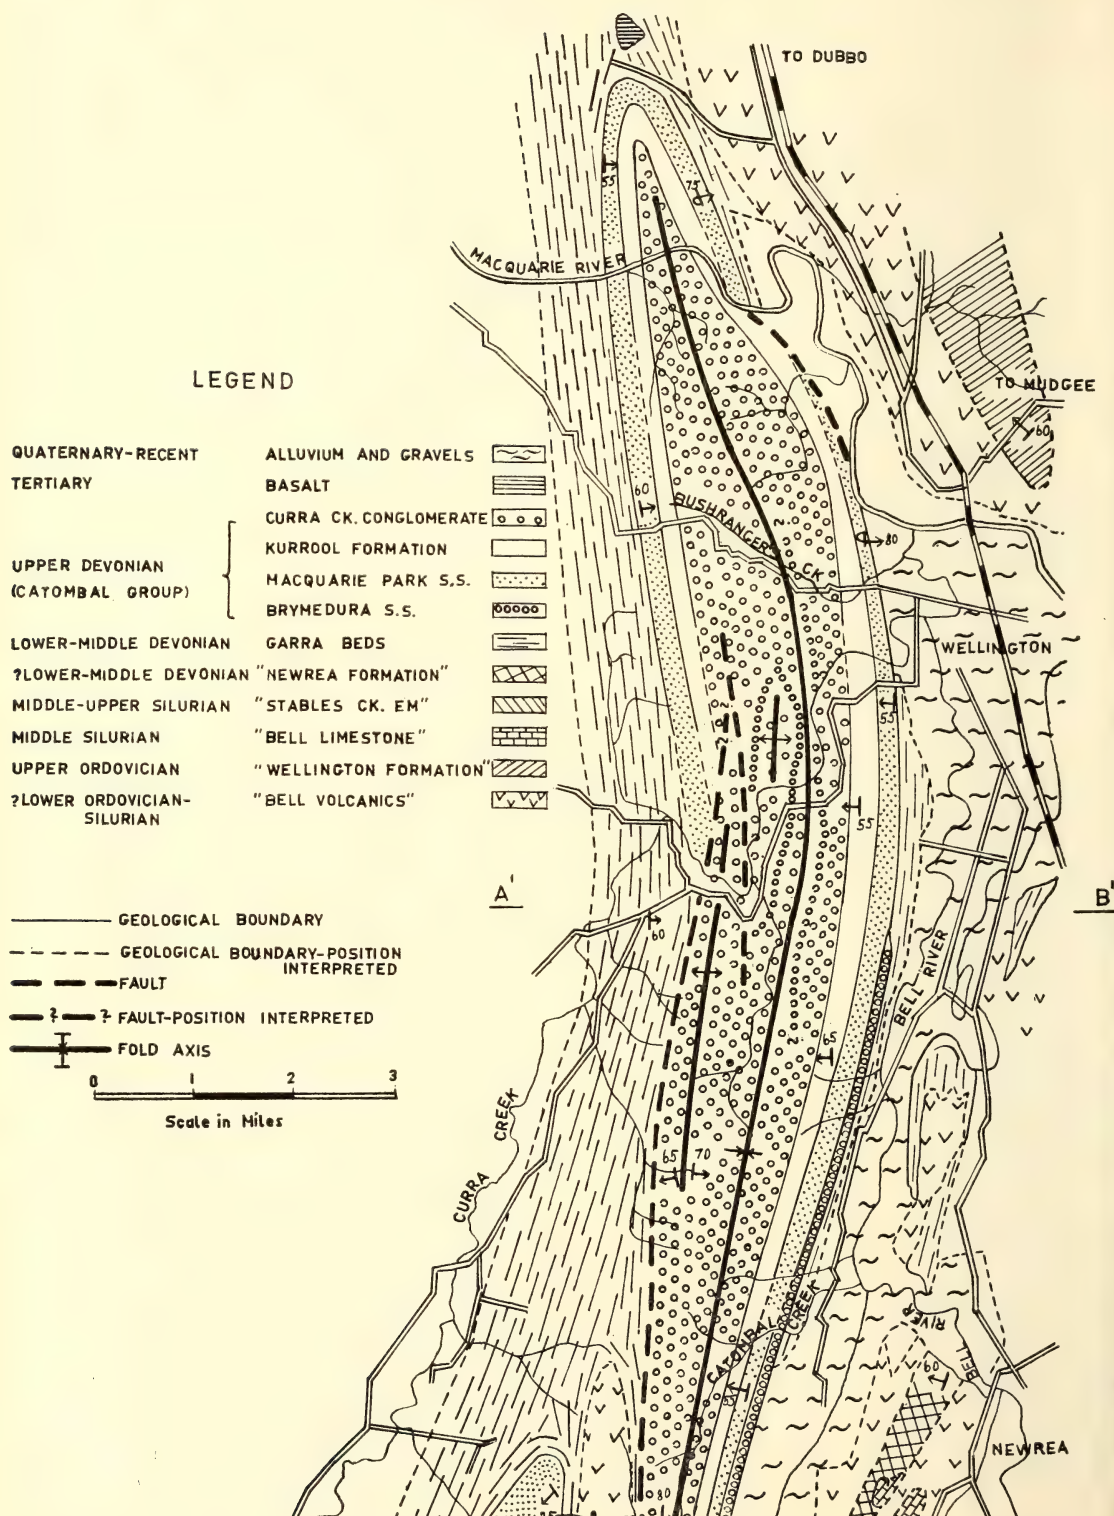 TO DUBBO
55
75
MACQUARIE RIVER
TO MUDGEE
60
LEGEND
QUATERNARY-RECENT ALLUVIUM AND GRAVELS
TERTIARY BASALT
CURRA CK. CONGLOMERATE
KURROOL FORMATION
UPPER DEVONIAN
(CATOMBAL GROUP)
MACQUARIE PARK S.S.
BRYMEDURA S.S.
LOWER-MIDDLE DEVONIAN GARRA BEDS
?LOWER-MIDDLE DEVONIAN "NEWREA FORMATION"
MIDDLE-UPPER SILURIAN "STABLES CK. EM"
MIDDLE SILURIAN "BELL LIMESTONE"
UPPER ORDOVICIAN "WELLINGTON FORMATION"
?LOWER ORDOVICIAN-
SILURIAN
"BELL VOLCANICS"
60
BUSHRANGER'S CK
?
80
WELLINGTON
55
? ?
? ?
55
A'
B'
GEOLOGICAL BOUNDARY
GEOLOGICAL BOUNDARY-POSITION
INTERPRETED
FAULT
? ? FAULT-POSITION INTERPRETED
FOLD AXIS
0 1 2 3
Scale in Miles
60
BELL RIVER
?
65
CURRA CREEK
65 70
CATOMBAL CREEK
BELL RIVER
60
NEWREA
80